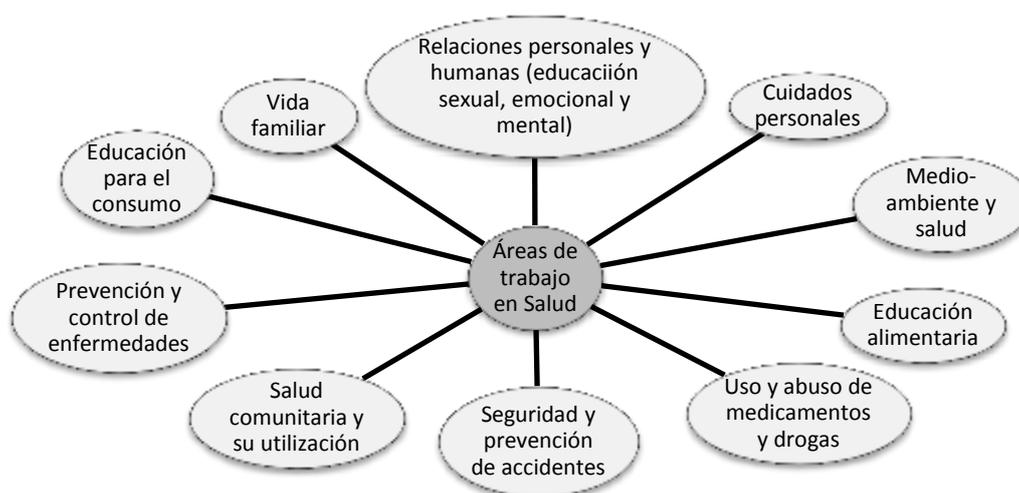 Relaciones personales y
humanas (educaciión
sexual, emocional y
mental)
Cuidados
personales
Medio-
ambiente y
salud
Educación
alimentaria
Uso y abuso de
medicamentos
y drogas
Seguridad y
prevención
de accidentes
Salud
comunitaria y
su utilización
Prevención y
control de
enfermedades
Educación
para el
consumo
Vida
familiar
Áreas de
trabajo
en Salud